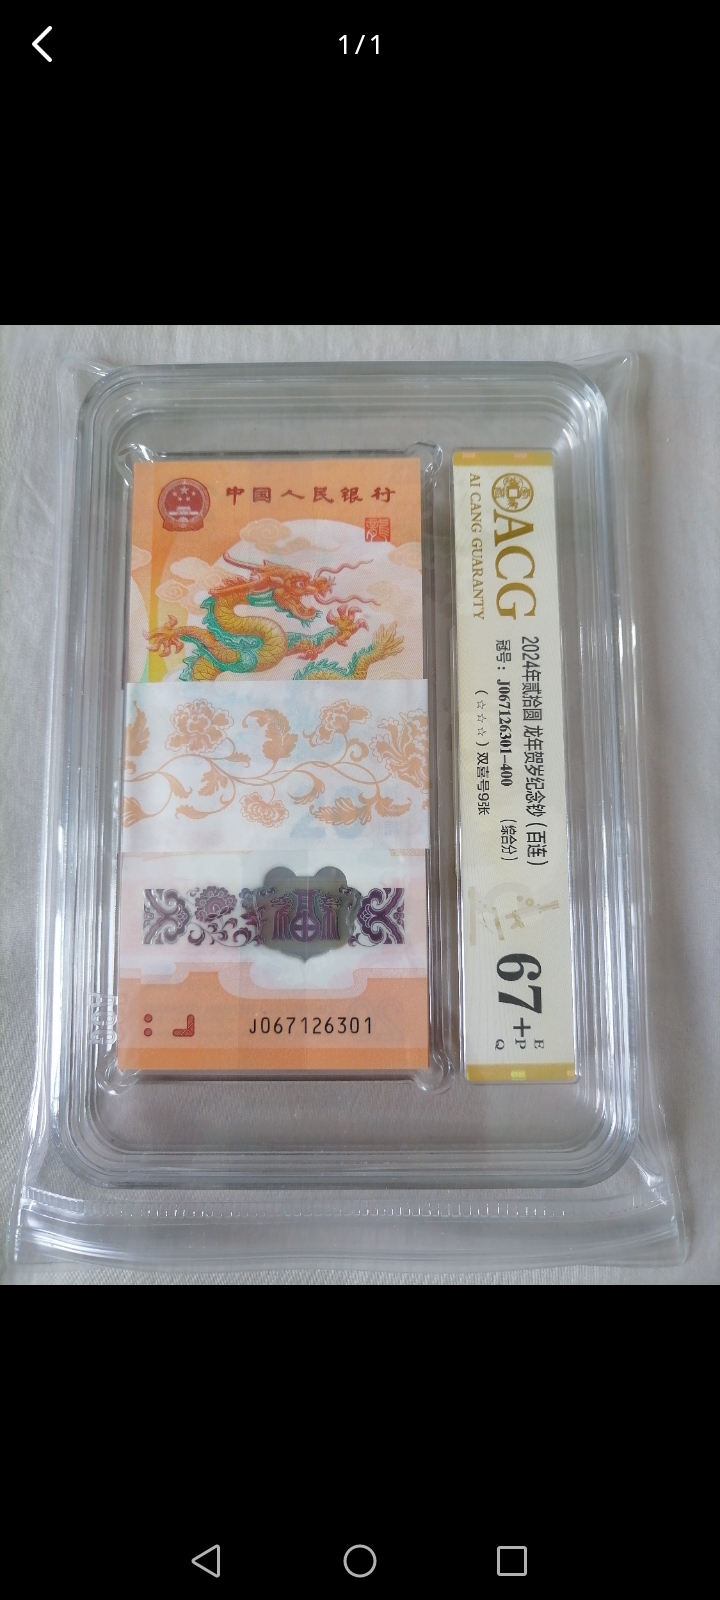 1/1
中国人民银行
J067126301
ACG
AI CANG GUARANTY
2024年贰拾圆 龙年贺岁纪念钞（百连）
冠号：J067126301-400 （综合分）
（☆☆☆）双喜号9张
67+
E
P
Q